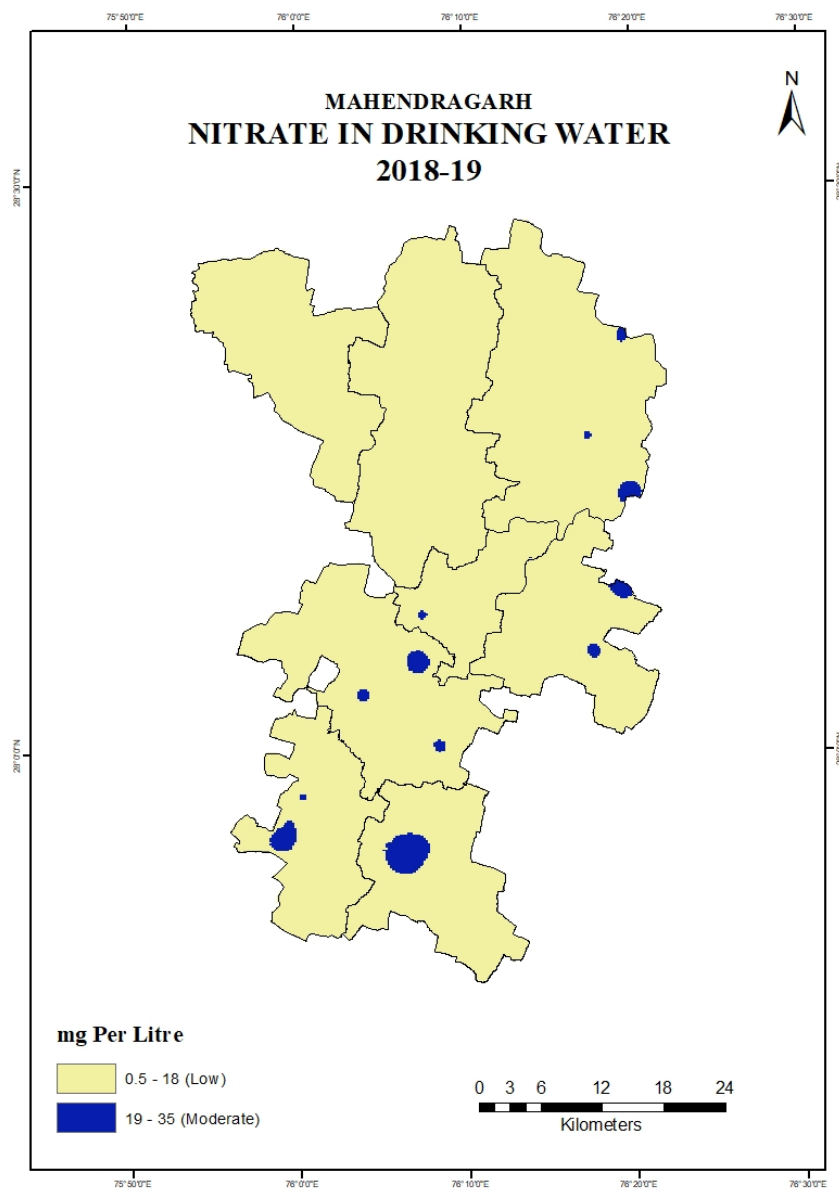 75°50'0"E 76°0'0"E 76°10'0"E 76°20'0"E 76°30'0"E
N
MAHENDRAGARH
NITRATE IN DRINKING WATER
2018-19
28°30'0"N
28°0'0"N
mg Per Litre
0.5 - 18 (Low)
19 - 35 (Moderate)
0 3 6 12 18 24
Kilometers
75°50'0"E 76°0'0"E 76°10'0"E 76°20'0"E 76°30'0"E